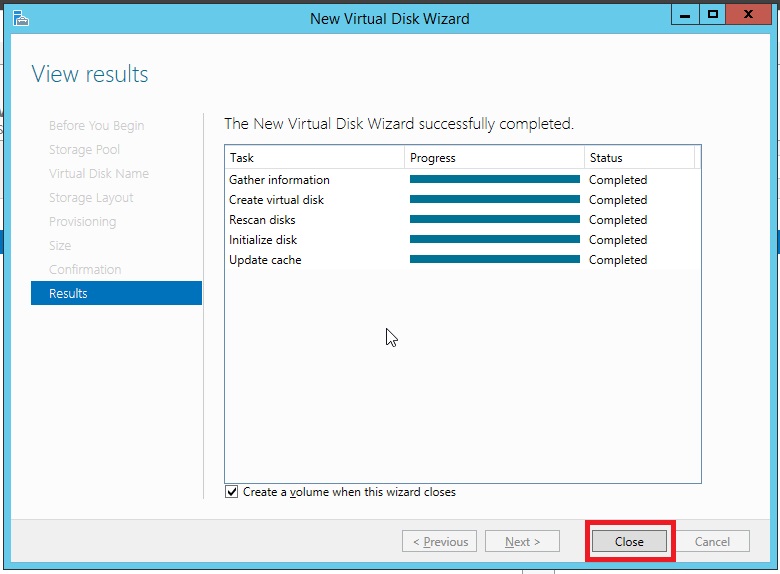 New Virtual Disk Wizard
View results
Before You Begin
Storage Pool
Virtual Disk Name
Storage Layout
Provisioning
Size
Confirmation
Results
The New Virtual Disk Wizard successfully completed.
Task Progress Status
Gather information Completed
Create virtual disk Completed
Rescan disks Completed
Initialize disk Completed
Update cache Completed
Create a volume when this wizard closes
< Previous Next > Close Cancel